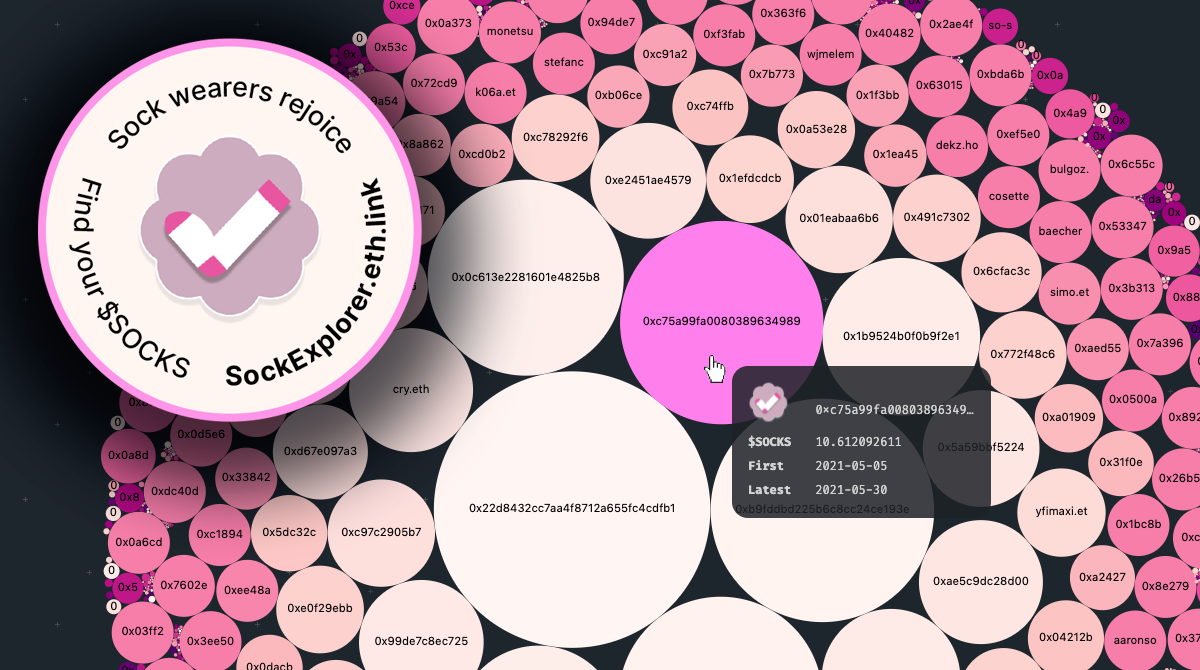 Sock wearers rejoice
Find your $SOCKS
SockExplorer.eth.link
0xce
0x0a373
monetsu
0x94de7
0x363f6
0x2ae4f
so-s
0x53c
stefanc
0xc91a2
0xf3fab
wjmelem
0x40482
0x72cd9
k06a.et
0xb06ce
0x7b773
0x1f3bb
0x63015
0xbda6b
0x0a
0x8a862
0xcd0b2
0xc78292f6
0xc74ffb
0x0a53e28
0x1ea45
dekz.ho
0xef5e0
0x4a9
0xe2451ae4579
0x1efdcdcb
0x01eabaa6b6
0x491c7302
cosette
bulgoz.
0x6c55c
0x0c613e2281601e4825b8
0xc75a99fa0080389634989
0x1b9524b0f0b9f2e1
0x6cfac3c
baecher
0x53347
0x9a5
simo.et
0x3b313
0x772f48c6
0xaed55
0x7a396
cry.eth
0xc75a99fa00803896349…
$SOCKS 10.612092611
First 2021-05-05
Latest 2021-05-30
0x5a59bbf5224
0xa01909
0x0500a
0x0d5e6
0x0a8d
0xd67e097a3
0x33842
0xdc40d
0x22d8432cc7aa4f8712a655fc4cdfb1
0xb9fddbd225b6c8cc24ce193e
0x31f0e
yfimaxi.et
0x1bc8b
0x0a6cd
0xc1894
0x5dc32c
0xc97c2905b7
0xae5c9dc28d00
0xa2427
0x8e279
0x5
0x7602e
0xee48a
0xe0f29ebb
0x03ff2
0x3ee50
0x99de7c8ec725
0x04212b
aaronso
0x0dacb